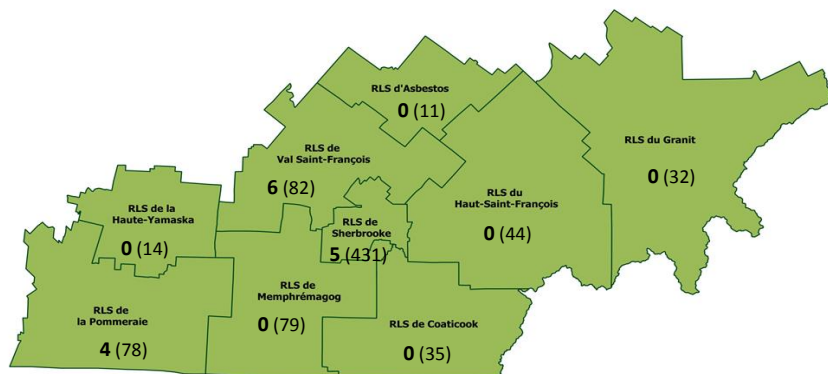 RLS d'Asbestos
0 (11)
RLS du Granit
0 (32)
RLS de
Val Saint-François
6 (82)
RLS du
Haut-Saint-François
0 (44)
RLS de la
Haute-Yamaska
0 (14)
RLS de
Sherbrooke
5 (431)
RLS de
la Pommeraie
4 (78)
RLS de
Memphrémagog
0 (79)
RLS de Coaticook
0 (35)